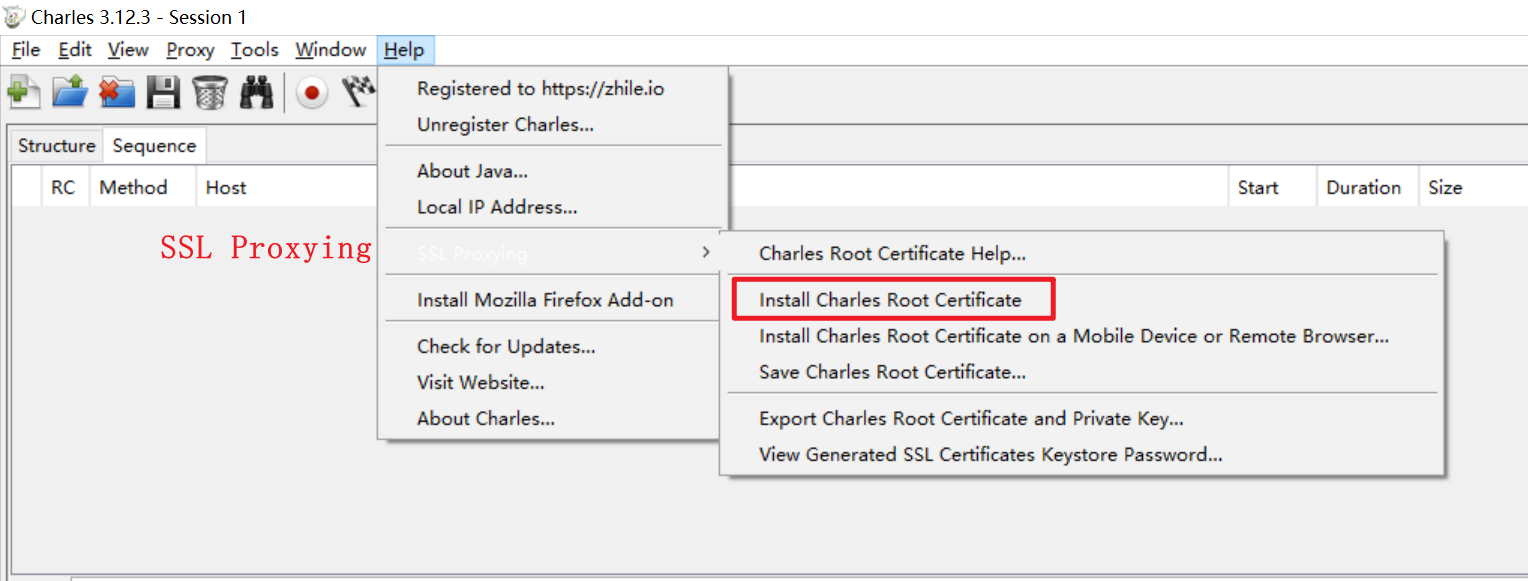 Charles 3.12.3 - Session 1
File Edit View Proxy Tools Window Help
Registered to https://zhile.io
Unregister Charles...
Structure Sequence
About Java...
RC Method Host Start Duration Size
Local IP Address...
SSL Proxying SSL Proxying > Charles Root Certificate Help...
Install Mozilla Firefox Add-on Install Charles Root Certificate
Install Charles Root Certificate on a Mobile Device or Remote Browser...
Check for Updates...
Save Charles Root Certificate...
Visit Website...
About Charles... Export Charles Root Certificate and Private Key...
View Generated SSL Certificates Keystore Password...